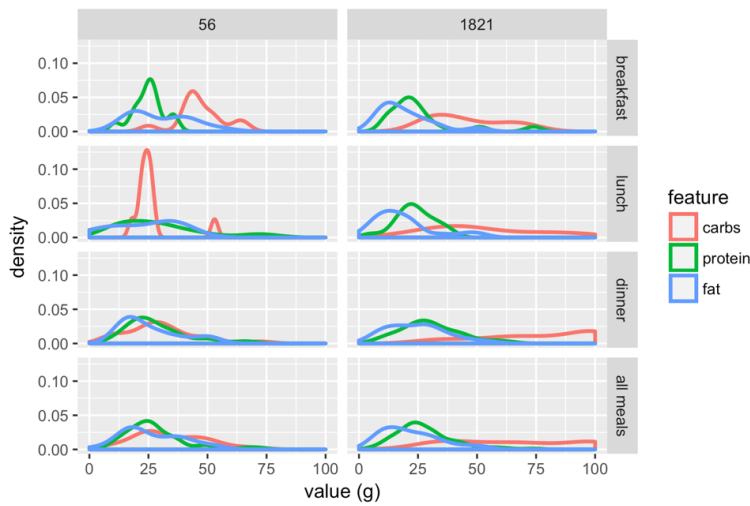 56 1821
0.10
0.05
0.00
breakfast
0.10
0.05
0.00
lunch
0.10
0.05
0.00
dinner
0.10
0.05
0.00
all meals
0 25 50 75 100 0 25 50 75 100
value (g)
density
feature
carbs
protein
fat